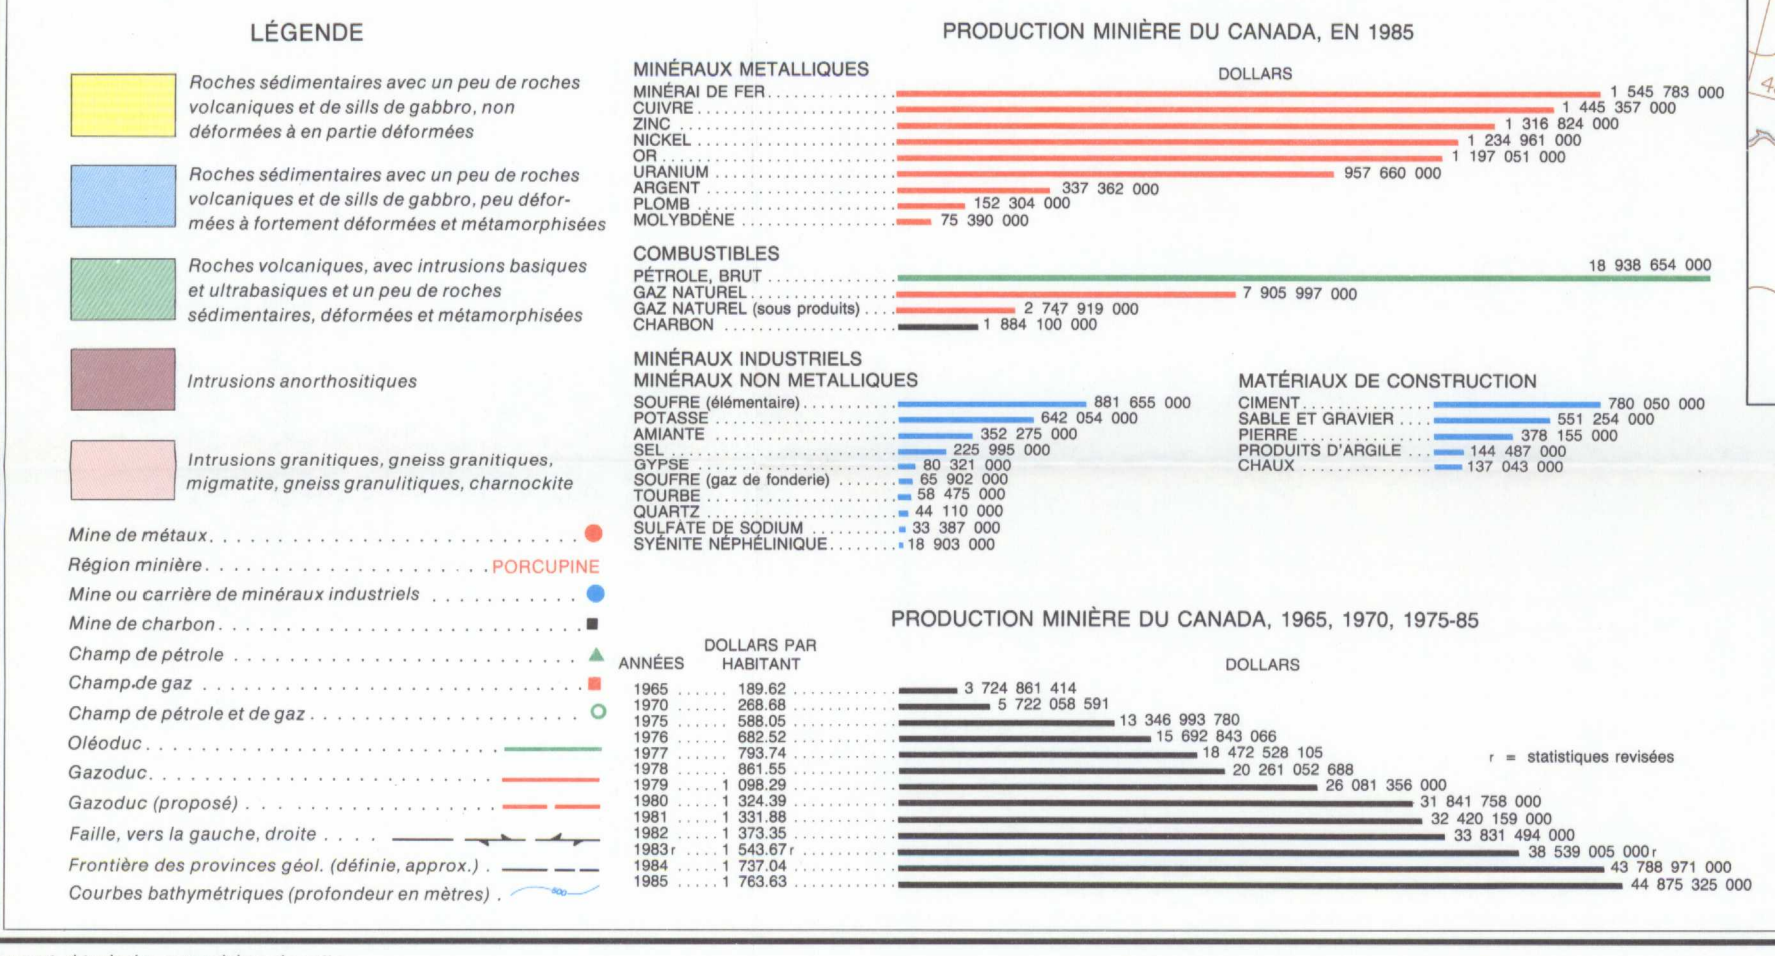 LÉGENDE
Roches sédimentaires avec un peu de roches
volcaniques et de sills de gabbro, non
déformées à en partie déformées
Roches sédimentaires avec un peu de roches
volcaniques et de sills de gabbro, peu défor-
mées à fortement déformées et métamorphisées
Roches volcaniques, avec intrusions basiques
et ultrabasiques et un peu de roches
sédimentaires, déformées et métamorphisées
Intrusions anorthositiques
Intrusions granitiques, gneiss granitiques,
migmatite, gneiss granulitiques, charnockite
Mine de métaux
Région minière PORCUPINE
Mine ou carrière de minéraux industriels
Mine de charbon
Champ de pétrole
Champ de gaz
Champ de pétrole et de gaz
Oléoduc
Gazoduc
Gazoduc (proposé)
Faille, vers la gauche, droite
Frontière des provinces géol. (définie, approx.)
Courbes bathymétriques (profondeur en mètres) 500
PRODUCTION MINIÈRE DU CANADA, EN 1985
MINÉRAUX METALLIQUES DOLLARS
MINÉRAI DE FER 1 545 783 000
CUIVRE 1 445 357 000
ZINC 1 316 824 000
NICKEL 1 234 961 000
OR 1 197 051 000
URANIUM 957 660 000
ARGENT 337 362 000
PLOMB 152 304 000
MOLYBDÈNE 75 390 000
COMBUSTIBLES
PÉTROLE, BRUT 18 938 654 000
GAZ NATUREL 7 905 997 000
GAZ NATUREL (sous produits) 2 747 919 000
CHARBON 1 884 100 000
MINÉRAUX INDUSTRIELS
MINÉRAUX NON METALLIQUES
SOUFRE (élémentaire) 881 655 000
POTASSE 642 054 000
AMIANTE 352 275 000
SEL 225 995 000
GYPSE 80 321 000
SOUFRE (gaz de fonderie) 65 902 000
TOURBE 58 475 000
QUARTZ 44 110 000
SULFATE DE SODIUM 33 387 000
SYÉNITE NÉPHÉLINIQUE 18 903 000
MATÉRIAUX DE CONSTRUCTION
CIMENT 780 050 000
SABLE ET GRAVIER 551 254 000
PIERRE 378 155 000
PRODUITS D'ARGILE 144 487 000
CHAUX 137 043 000
PRODUCTION MINIÈRE DU CANADA, 1965, 1970, 1975-85
ANNÉES DOLLARS PAR HABITANT DOLLARS
1965 189.62 3 724 861 414
1970 268.68 5 722 058 591
1975 588.05 13 346 993 780
1976 682.52 15 692 843 066
1977 793.74 18 472 528 105
1978 861.55 20 261 052 688
1979 1 098.29 26 081 356 000
1980 1 324.39 31 841 758 000
1981 1 331.88 32 420 159 000
1982 1 373.35 33 831 494 000
1983r 1 543.67r 38 539 005 000r
1984 1 737.04 43 788 971 000
1985 1 763.63 44 875 325 000
r = statistiques revisées